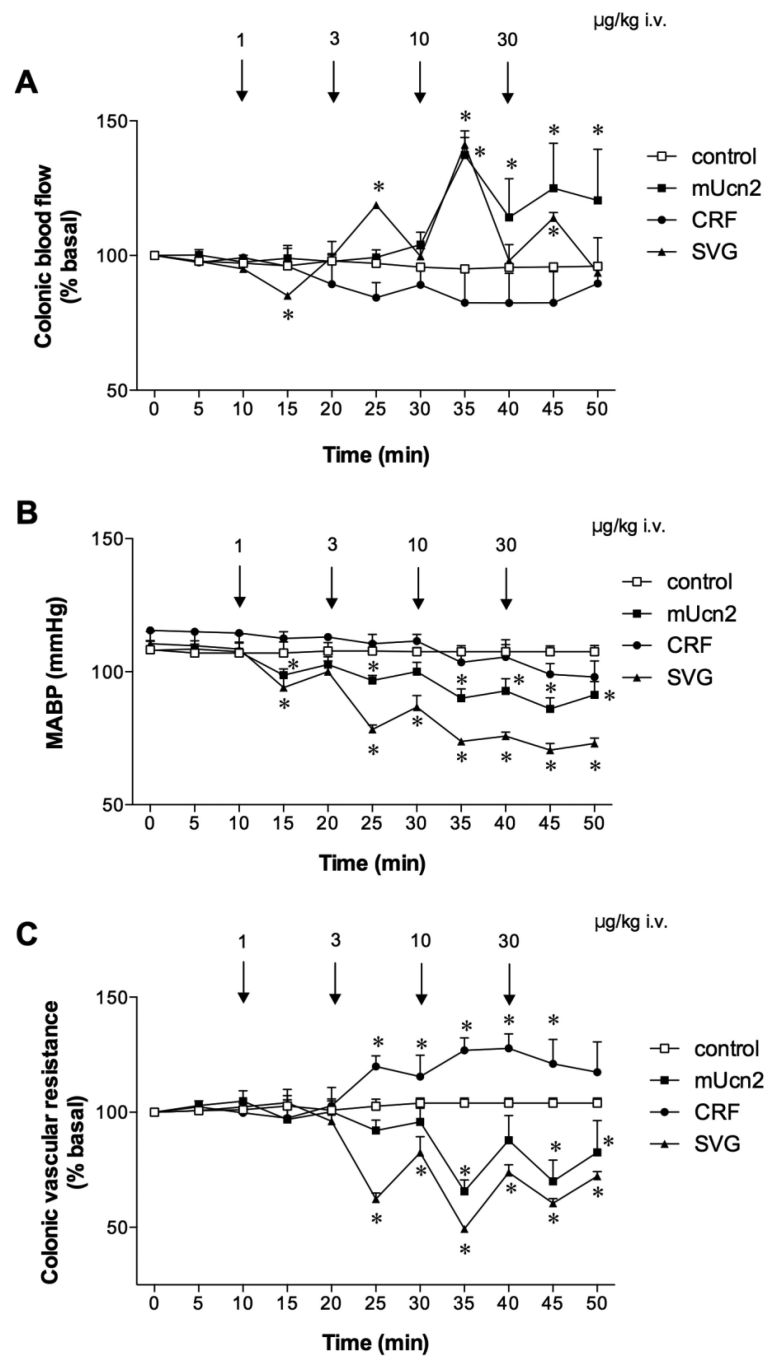 µg/kg i.v.
1 3 10 30
A
150
100
50
Colonic blood flow
(% basal)
* * * * * * * * *
control
mUcn2
CRF
SVG
0 5 10 15 20 25 30 35 40 45 50
Time (min)
B
µg/kg i.v.
1 3 10 30
150
100
50
MABP (mmHg)
* * * * * *
* * * * * * *
control
mUcn2
CRF
SVG
0 5 10 15 20 25 30 35 40 45 50
Time (min)
C
µg/kg i.v.
1 3 10 30
150
100
50
Colonic vascular resistance
(% basal)
* * * * *
* * *
* * * * * *
control
mUcn2
CRF
SVG
0 5 10 15 20 25 30 35 40 45 50
Time (min)